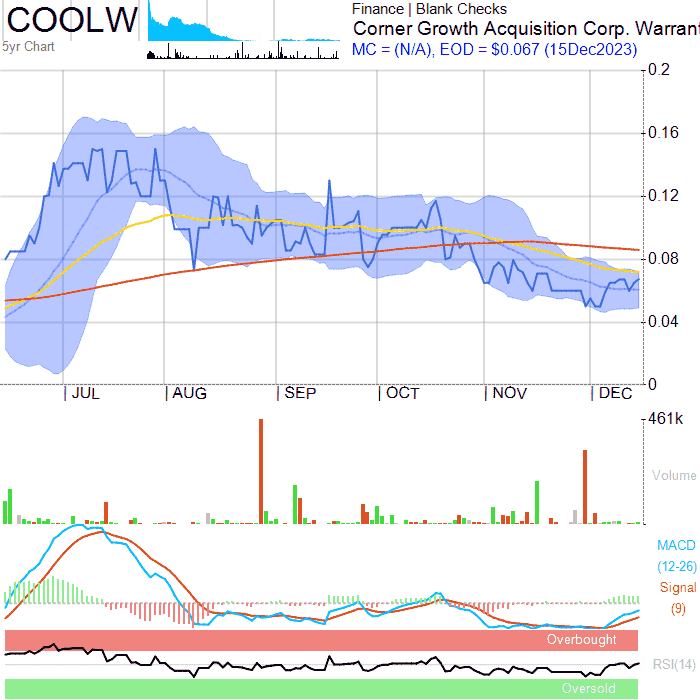 COOLW
5yr Chart
Finance | Blank Checks
Corner Growth Acquisition Corp. Warrant
MC = (N/A), EOD = $0.067 (15Dec2023)
0.2
0.16
0.12
0.08
0.04
0
JUL AUG SEP OCT NOV DEC
461k
Volume
MACD
(12-26)
Signal
(9)
Overbought
RSI(14)
Oversold